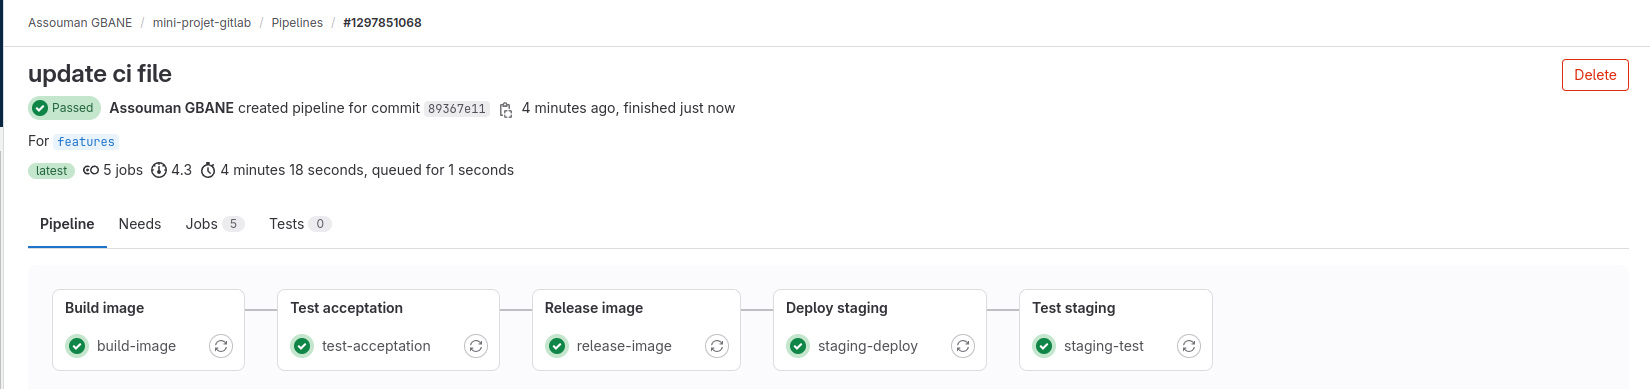 Assouman GBANE / mini-projet-gitlab / Pipelines / #1297851068
update ci file
Delete
Passed Assouman GBANE created pipeline for commit 89367e11 4 minutes ago, finished just now
For features
latest 5 jobs 4.3 4 minutes 18 seconds, queued for 1 seconds
Pipeline Needs Jobs 5 Tests 0
Build image Test acceptation Release image Deploy staging Test staging
build-image test-acceptation release-image staging-deploy staging-test